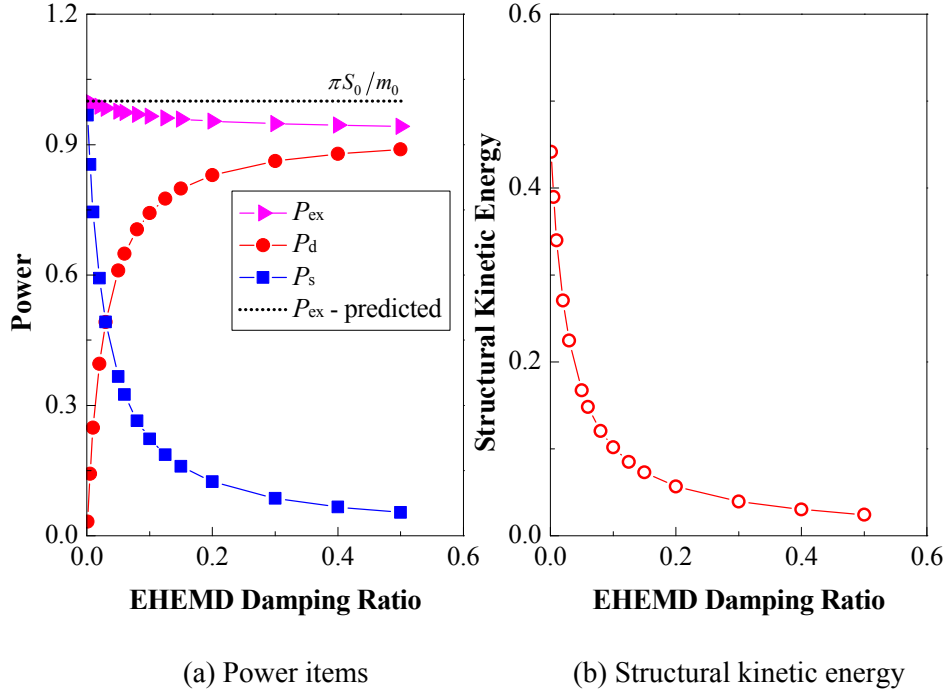 1.2
0.9
0.6
0.3
0.0
Power
πS₀/m₀
Pex
Pd
Ps
Pex - predicted
0.0 0.2 0.4 0.6
EHEMD Damping Ratio
(a) Power items
0.6
0.4
0.2
0.0
Structural Kinetic Energy
0.0 0.2 0.4 0.6
EHEMD Damping Ratio
(b) Structural kinetic energy